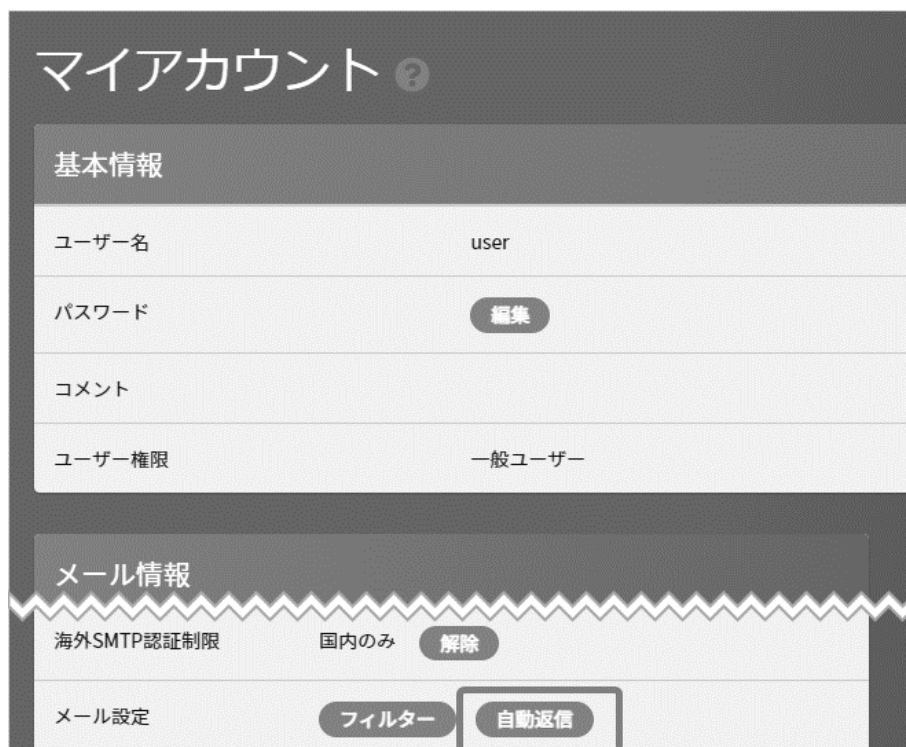 マイアカウント ?
基本情報
ユーザー名 user
パスワード 編集
コメント
ユーザー権限 一般ユーザー
メール情報
海外SMTP認証制限 国内のみ 解除
メール設定 フィルター 自動返信